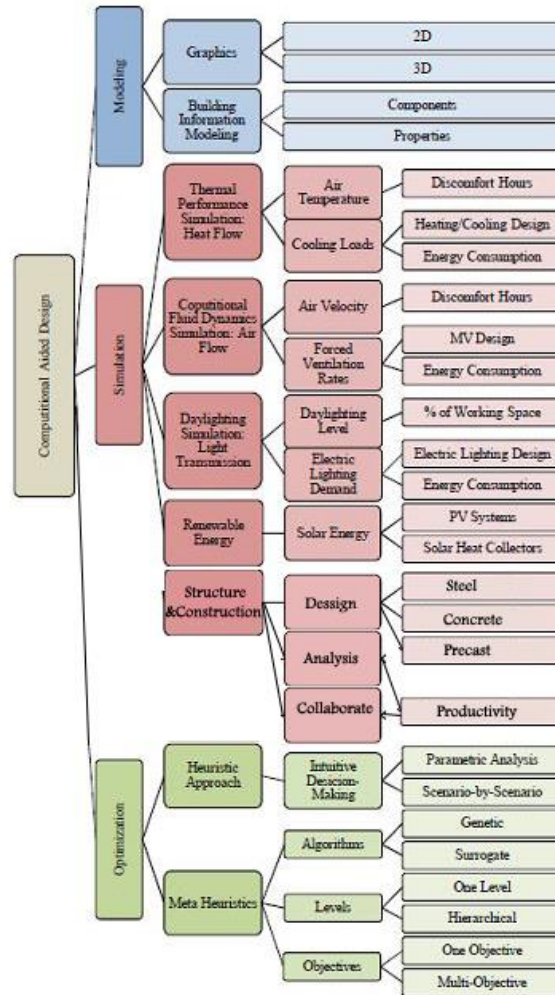 Computitional Aided Design
Modeling
Graphics
2D
3D
Building
Information
Modeling
Components
Properties
Simulation
Thermal
Performance
Simulation:
Heat Flow
Air
Temperature
Discomfort Hours
Cooling Loads
Heating/Cooling Design
Energy Consumption
Coputitional
Fluid Dynamics
Simulation: Air
Flow
Air Velocity
Discomfort Hours
Forced
Ventilation
Rates
MV Design
Energy Consumption
Daylighting
Simulation:
Light
Transmission
Daylighting
Level
% of Working Space
Electric
Lighting
Demand
Electric Lighting Design
Energy Consumption
Renewable
Energy
Solar Energy
PV Systems
Solar Heat Collectors
Structure
&Construction
Dessign
Steel
Concrete
Precast
Analysis
Collaborate
Productivity
Optimization
Heuristic
Approach
Intuitive
Desicion-
Making
Parametric Analysis
Scenario-by-Scenario
Meta Heuristics
Algorithms
Genetic
Surrogate
Levels
One Level
Hierarchical
Objectives
One Objective
Multi-Objective